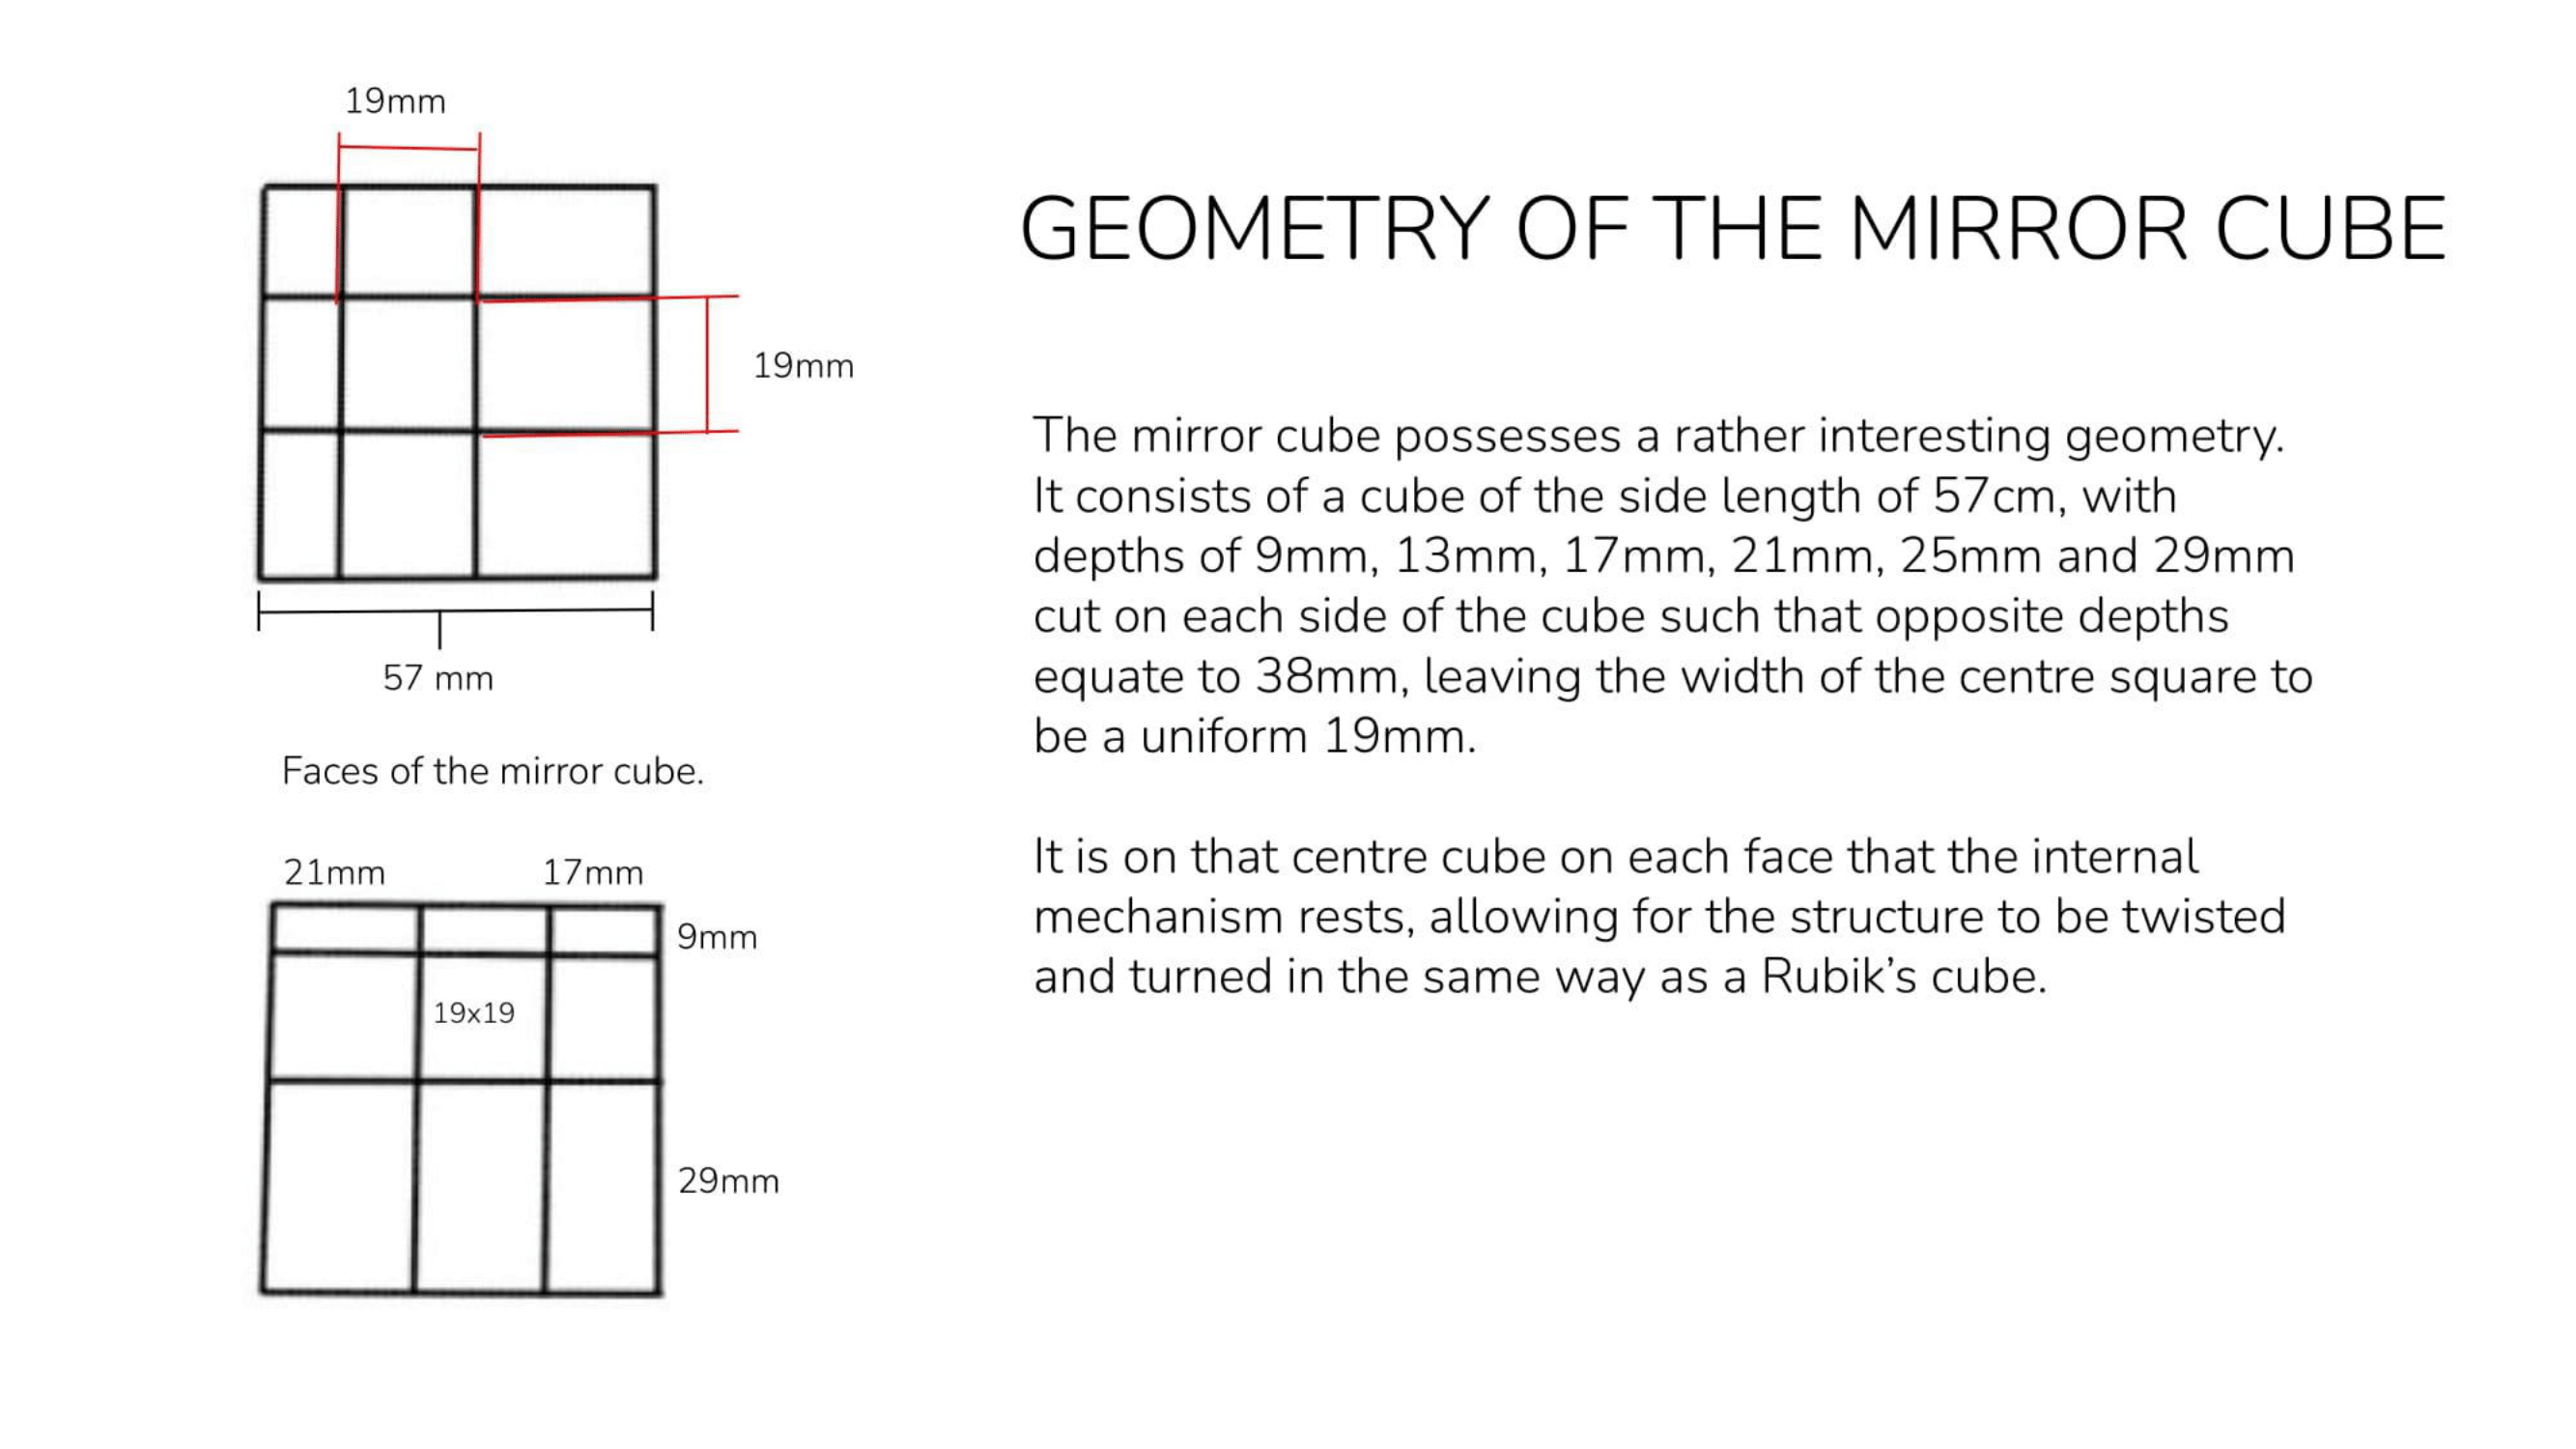 19mm
19mm
57 mm
Faces of the mirror cube.
21mm 17mm
9mm
19x19
29mm
GEOMETRY OF THE MIRROR CUBE
The mirror cube possesses a rather interesting geometry.
It consists of a cube of the side length of 57cm, with
depths of 9mm, 13mm, 17mm, 21mm, 25mm and 29mm
cut on each side of the cube such that opposite depths
equate to 38mm, leaving the width of the centre square to
be a uniform 19mm.
It is on that centre cube on each face that the internal
mechanism rests, allowing for the structure to be twisted
and turned in the same way as a Rubik’s cube.